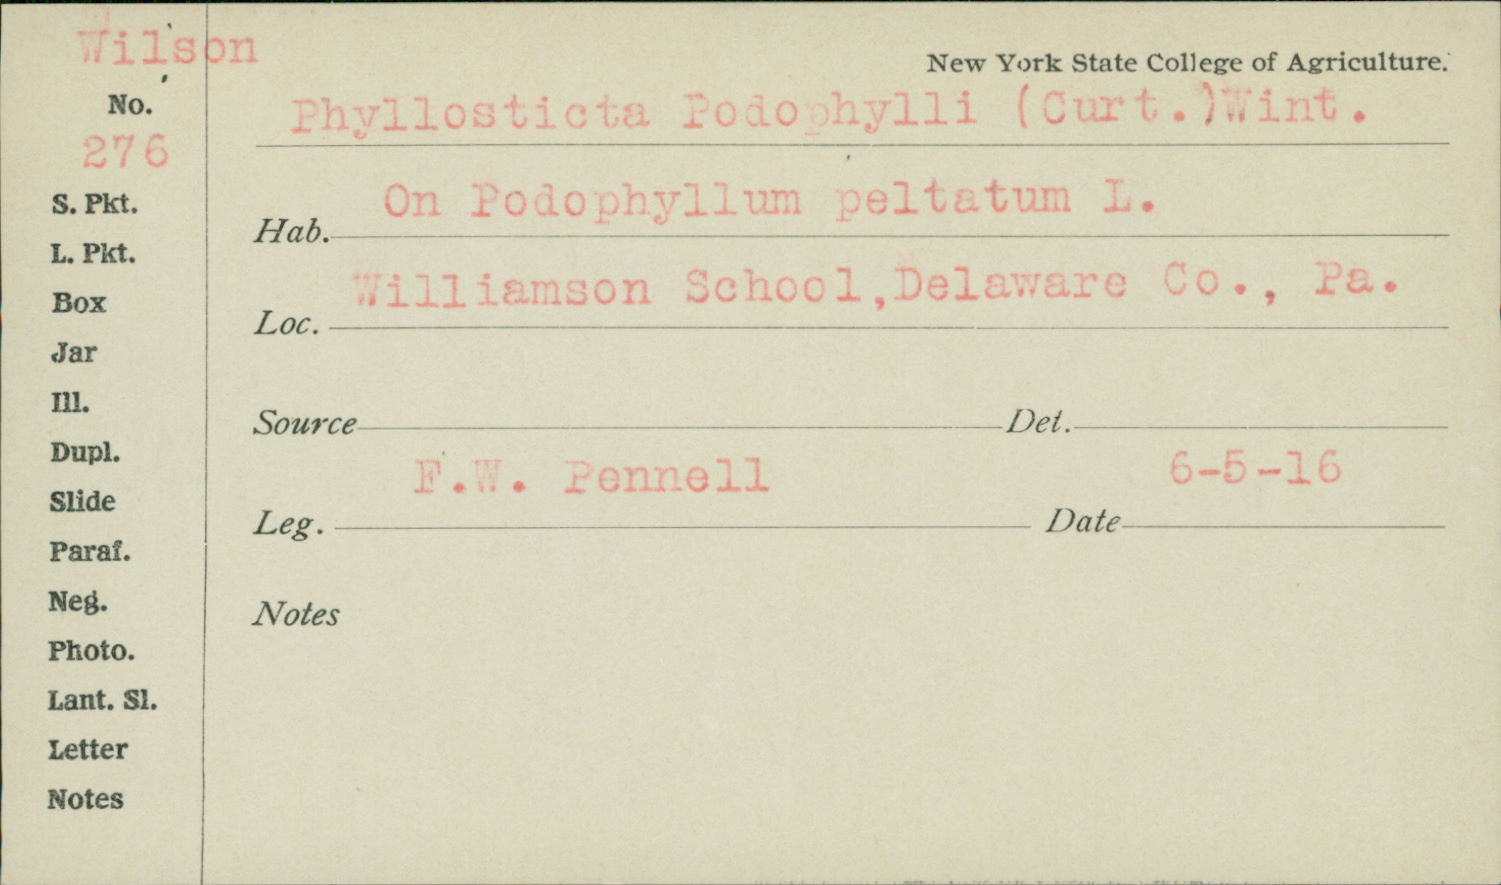 Wilson
New York State College of Agriculture.
No.
276
Phyllosticta Podophylli (Curt.)Wint.
S. Pkt.
L. Pkt.
Box
Jar
Ill.
Dupl.
Slide
Paraf.
Neg.
Photo.
Lant. Sl.
Letter
Notes
Hab. On Podophyllum peltatum L.
Loc. Williamson School,Delaware Co., Pa.
Source Det.
Leg. F.W. Pennell Date 6-5-16
Notes